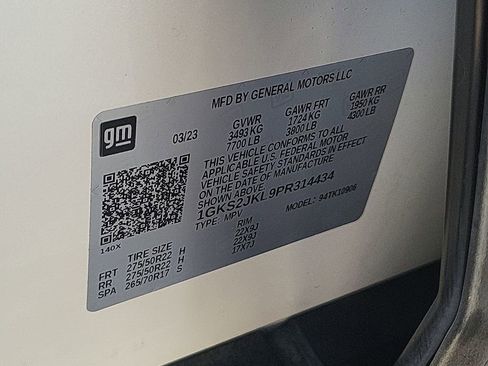 MFD BY GENERAL MOTORS LLC
gm
03/23
GVWR GAWR FRT GAWR RR
3493 KG 1724 KG 1950 KG
7700 LB 3800 LB 4300 LB
THIS VEHICLE CONFORMS TO ALL
APPLICABLE U.S. FEDERAL MOTOR
VEHICLE SAFETY STANDARDS IN EFFECT
ON THE DATE OF MANUFACTURE
SHOWN ABOVE.
1GKS2JKL9PR314434
TYPE: MPV MODEL: 94TK10906
140X
TIRE SIZE RIM
FRT 275/50R22 H 22X9J
RR 275/50R22 H 22X9J
SPA 265/70R17 S 17X7J